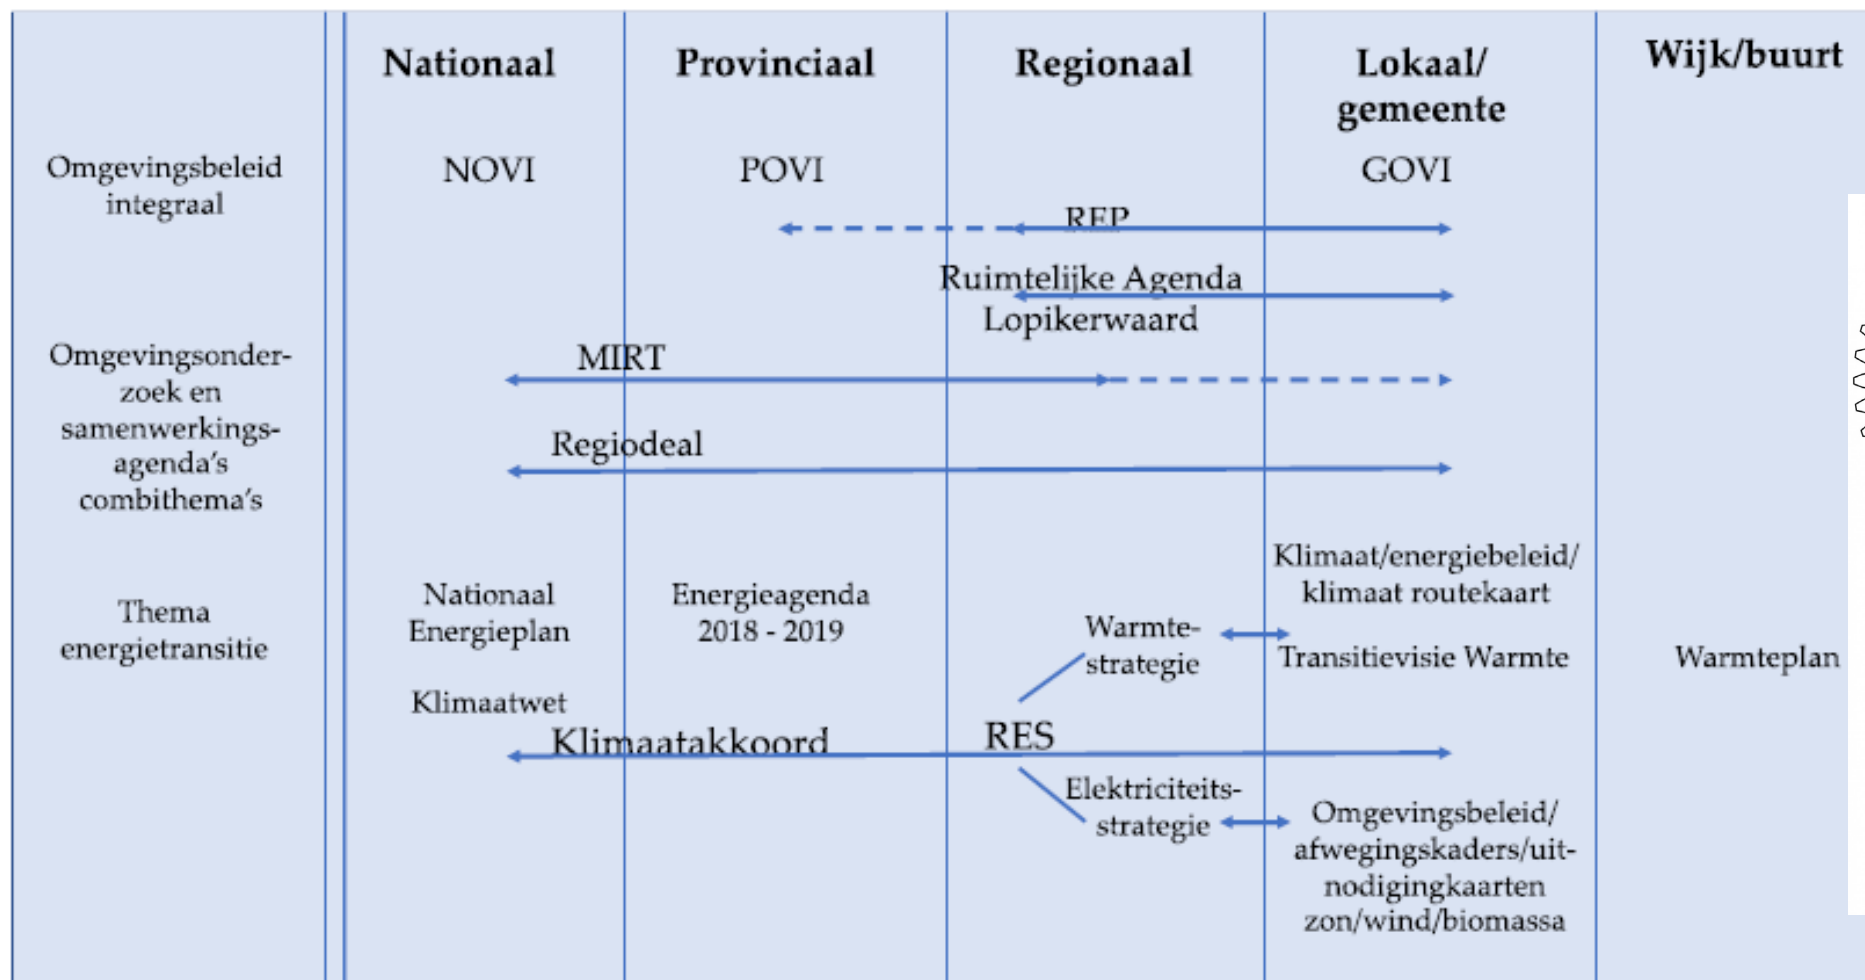 Nationaal
Provinciaal
Regionaal
Lokaal/
gemeente
Wijk/buurt
Omgevingsbeleid
integraal
NOVI
POVI
GOVI
REP
Ruimtelijke Agenda
Lopikerwaard
Omgevingsonder-
zoek en
samenwerkings-
agenda's
combithema's
MIRT
Regiodeal
Thema
energietransitie
Nationaal
Energieplan
Klimaatwet
Klimaatakkoord
Energieagenda
2018 - 2019
RES
Warmte-
strategie
Elektriciteits-
strategie
Klimaat/energiebeleid/
klimaat routekaart
Transitievisie Warmte
Omgevingsbeleid/
afwegingskaders/uit-
nodigingkaarten
zon/wind/biomassa
Warmteplan